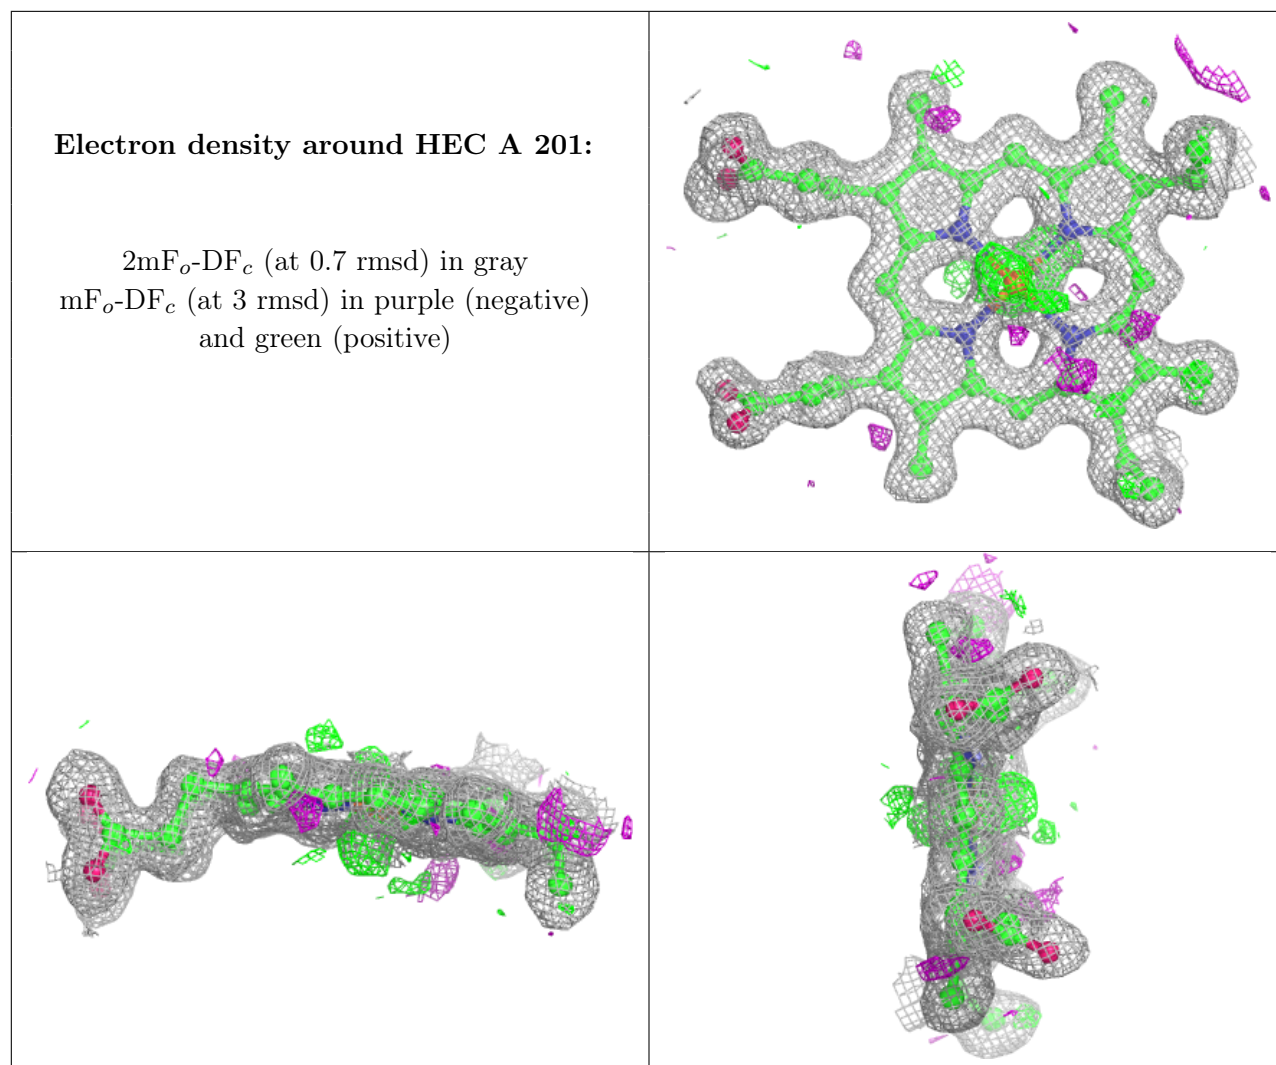 Electron density around HEC A 201:
2mFo-DFc (at 0.7 rmsd) in gray
mFo-DFc (at 3 rmsd) in purple (negative)
and green (positive)